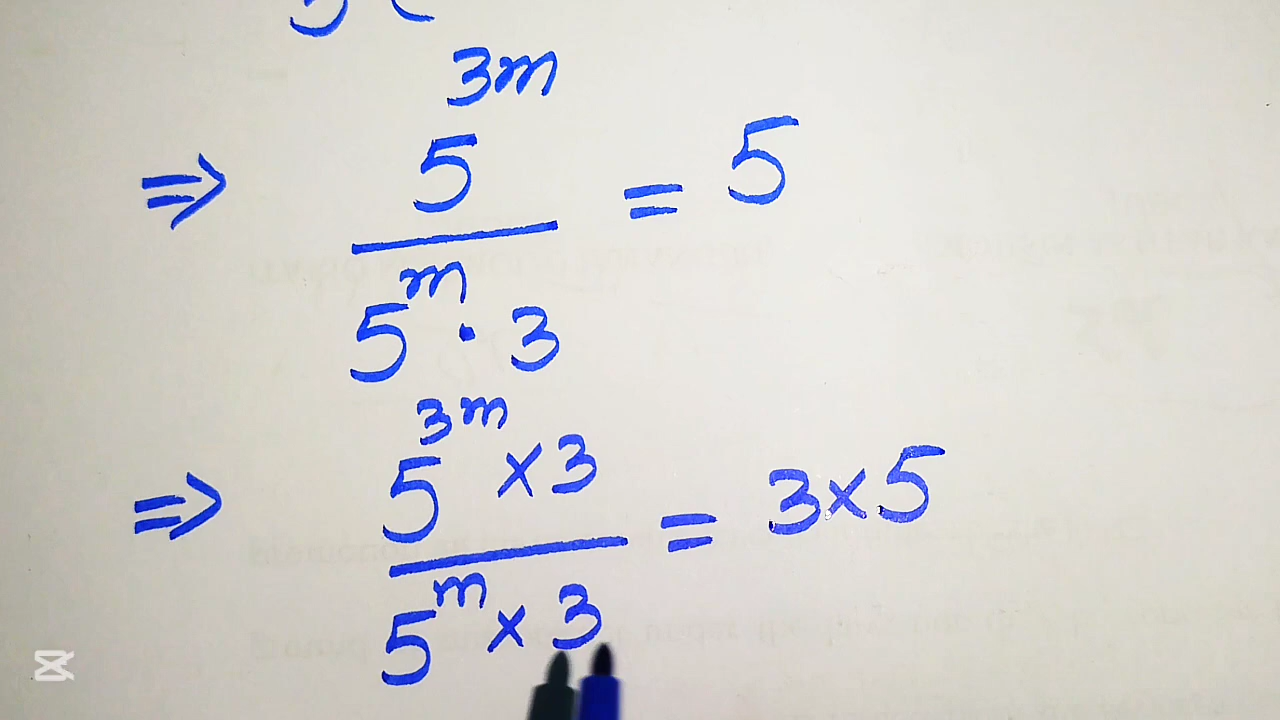 ⇒ 5^{3m} / (5^m · 3) = 5
⇒ (5^{3m} × 3) / (5^m × 3) = 3 × 5